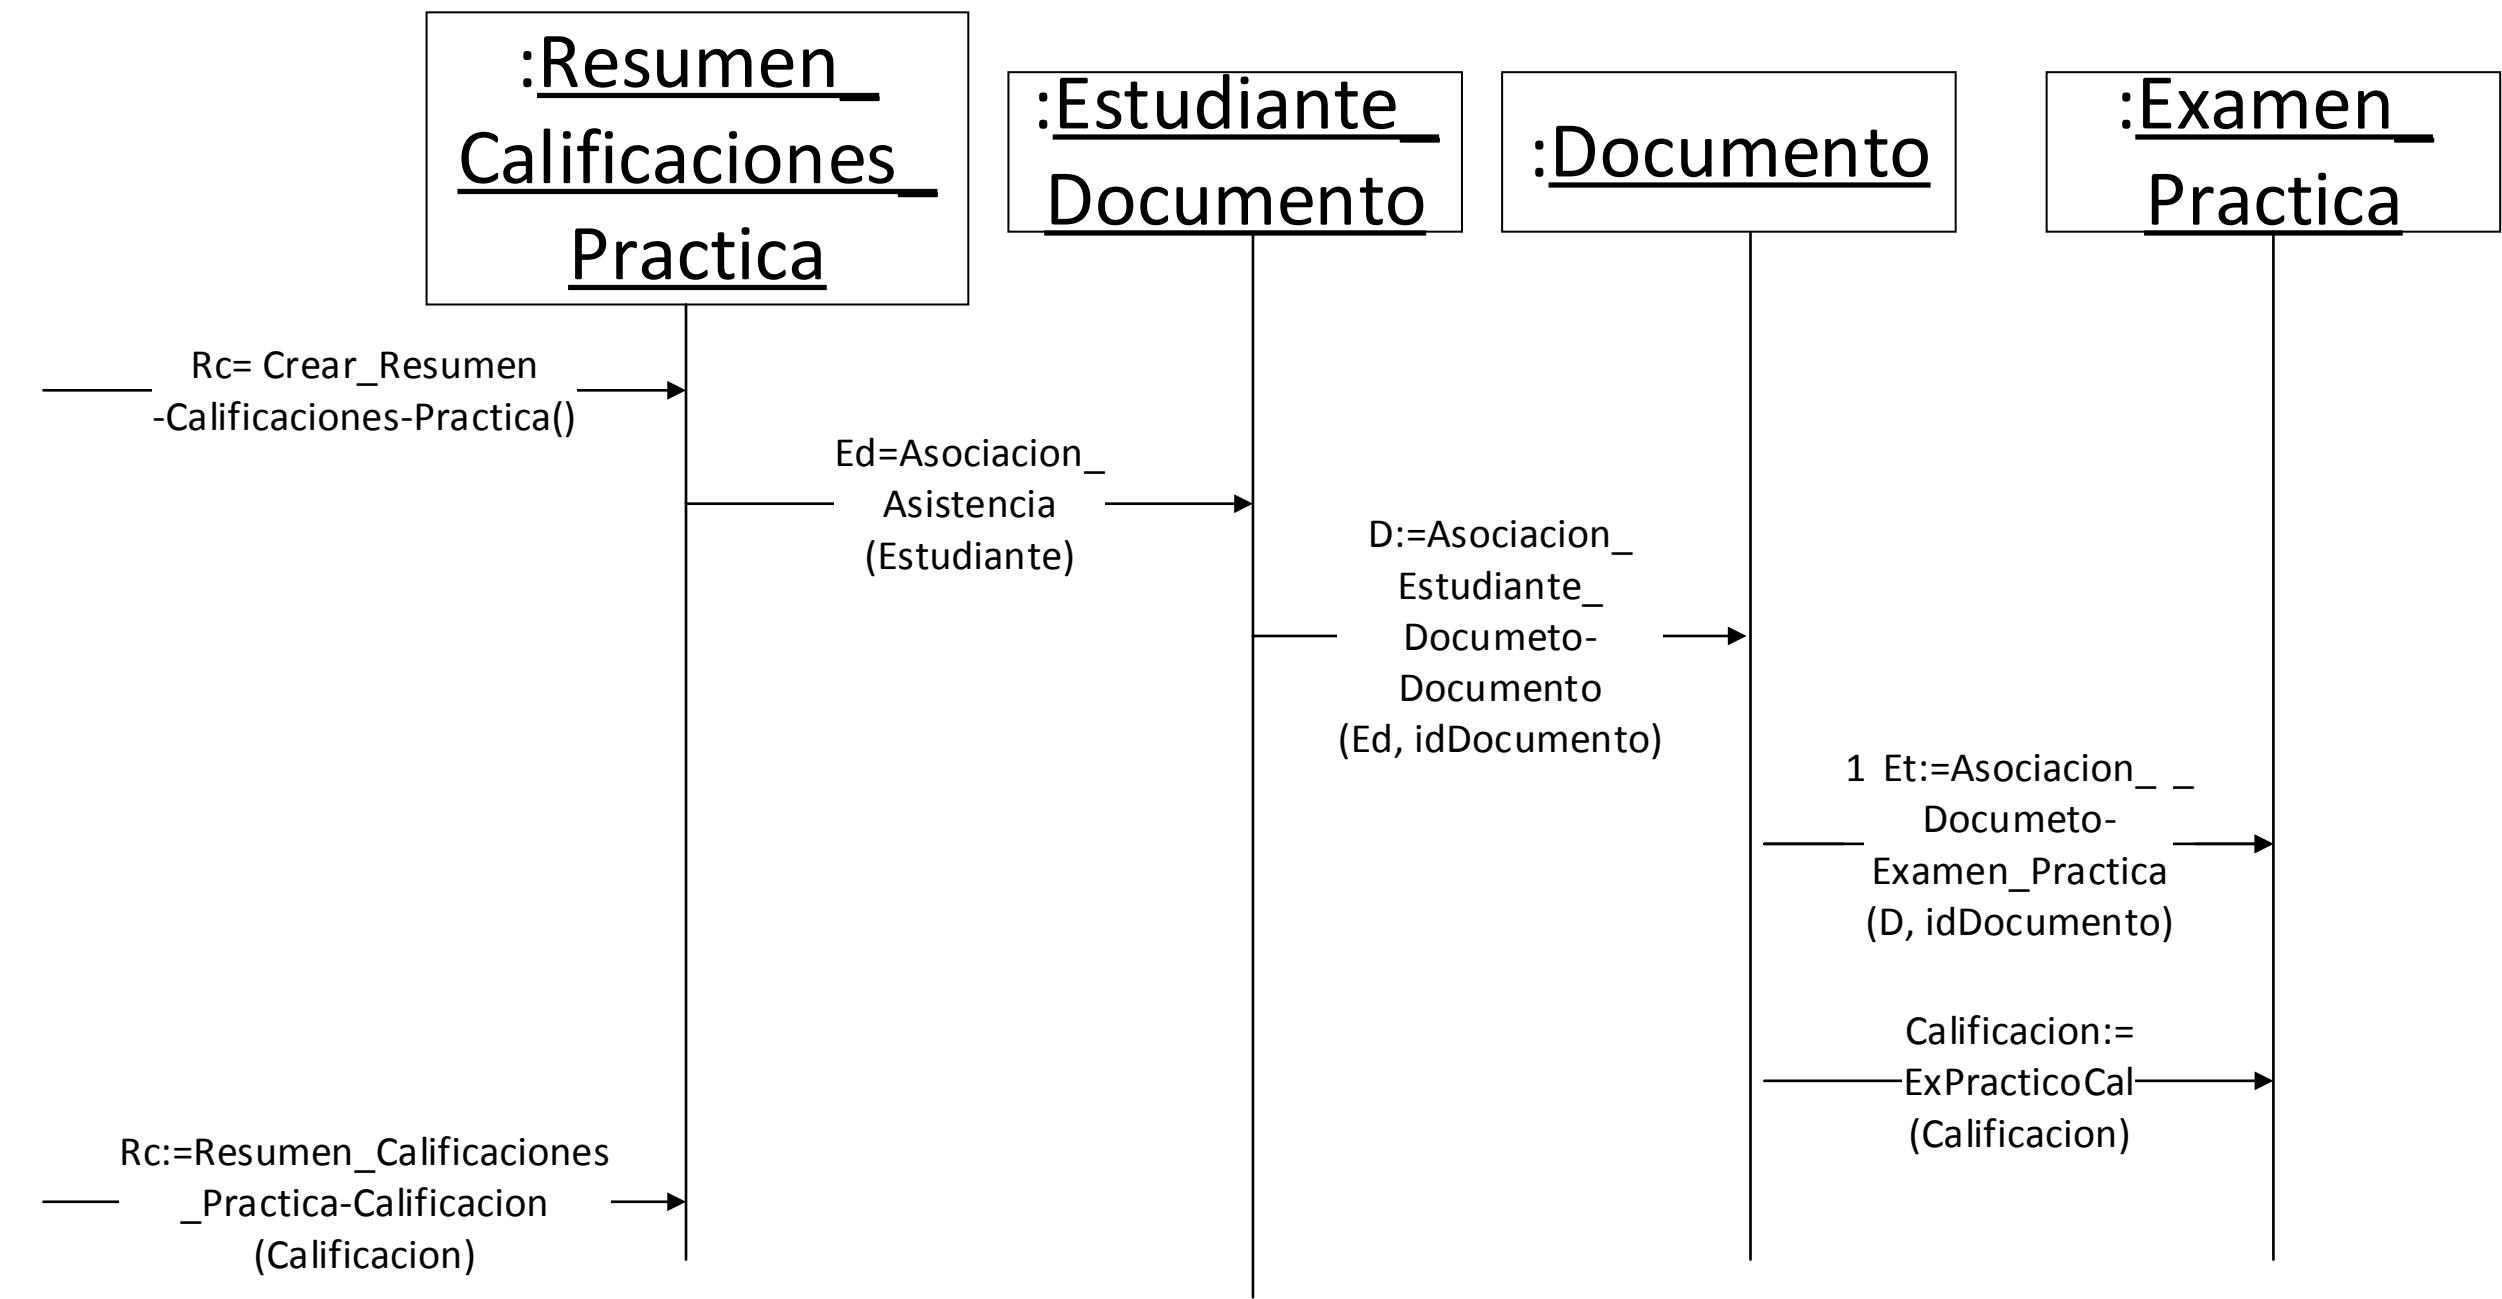 :Resumen_
Calificaciones_
Practica
:Estudiante_
Documento
:Documento
:Examen_
Practica
Rc= Crear_Resumen
-Calificaciones-Practica()
Ed=Asociacion_
Asistencia
(Estudiante)
D:=Asociacion_
Estudiante_
Documeto-
Documento
(Ed, idDocumento)
1 Et:=Asociacion_ _
Documeto-
Examen_Practica
(D, idDocumento)
Calificacion:=
ExPracticoCal
(Calificacion)
Rc:=Resumen_Calificaciones
_Practica-Calificacion
(Calificacion)